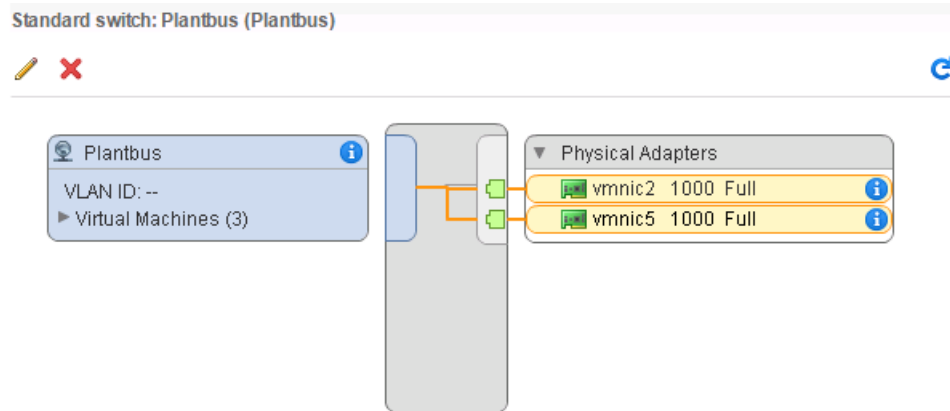 Standard switch: Plantbus (Plantbus)
Plantbus
VLAN ID: --
Virtual Machines (3)
Physical Adapters
vmnic2 1000 Full
vmnic5 1000 Full